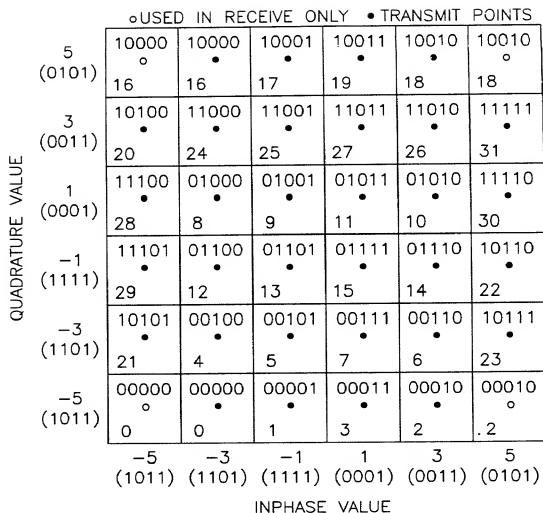 ○USED IN RECEIVE ONLY ●TRANSMIT POINTS
QUADRATURE VALUE
5 10000 10000 10001 10011 10010 10010
(0101)
16 16 17 19 18 18
3 10100 11000 11001 11011 11010 11111
(0011)
20 24 25 27 26 31
1 11100 01000 01001 01011 01010 11110
(0001)
28 8 9 11 10 30
-1 11101 01100 01101 01111 01110 10110
(1111)
29 12 13 15 14 22
-3 10101 00100 00101 00111 00110 10111
(1101)
21 4 5 7 6 23
-5 00000 00000 00001 00011 00010 00010
(1011)
0 0 1 3 2 .2
-5 -3 -1 1 3 5
(1011) (1101) (1111) (0001) (0011) (0101)
INPHASE VALUE